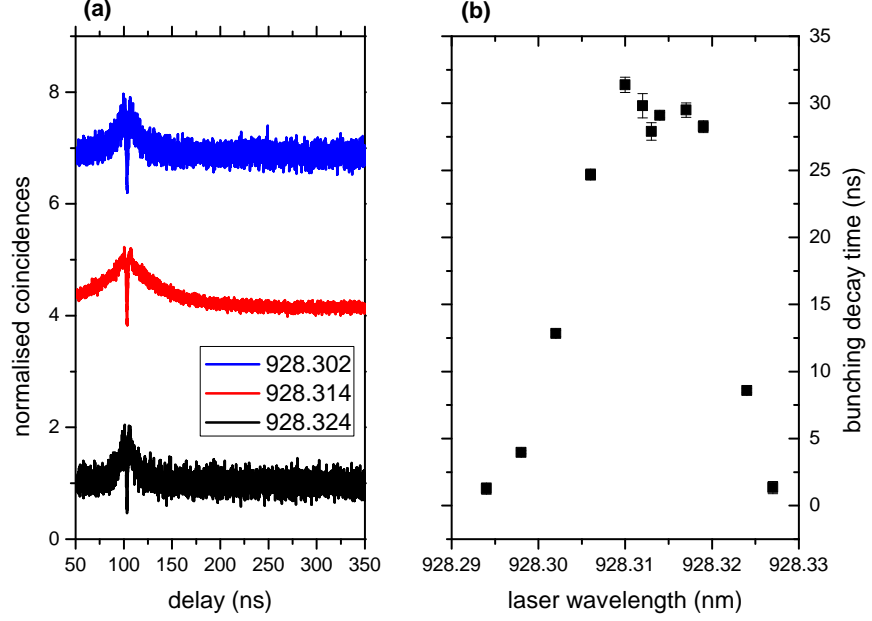 (a)
(b)
normalised coincidences
8
6
4
2
0
928.302
928.314
928.324
50 100 150 200 250 300 350
delay (ns)
35
30
25
20
15
10
5
0
bunching decay time (ns)
928.29 928.30 928.31 928.32 928.33
laser wavelength (nm)